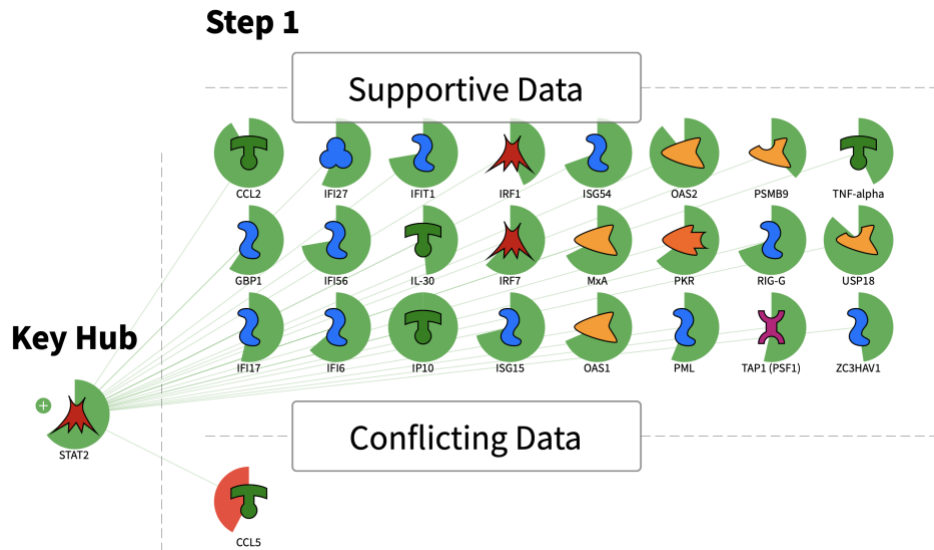 Step 1
Supportive Data
CCL2 IFI27 IFIT1 IRF1 ISG54 OAS2 PSMB9 TNF-alpha
GBP1 IFI56 IL-30 IRF7 MxA PKR RIG-G USP18
Key Hub
IFI17 IFI6 IP10 ISG15 OAS1 PML TAP1 (PSF1) ZC3HAV1
+
STAT2
Conflicting Data
CCL5